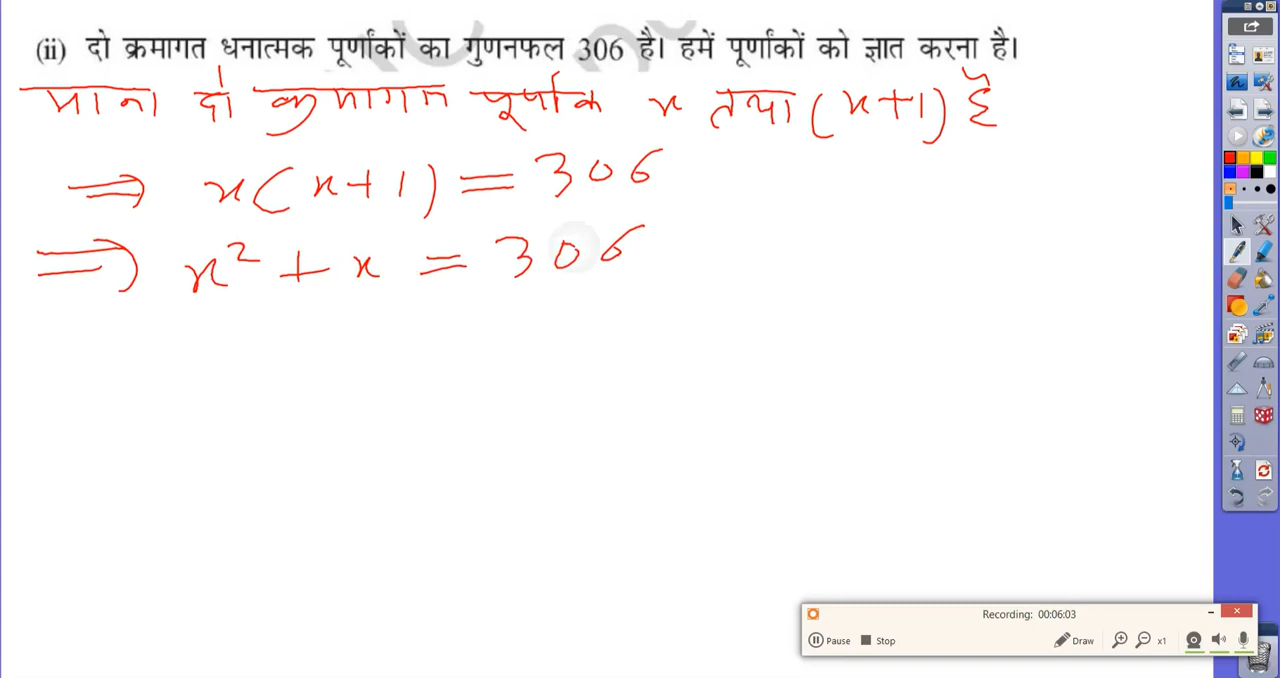 (ii) दो क्रमागत धनात्मक पूर्णांकों का गुणनफल 306 है। हमें पूर्णांकों को ज्ञात करना है।
माना दो क्रमागत पूर्णांक x तथा (x+1) है
⇒ x(x+1) = 306
⇒ x² + x = 306
Recording: 00:06:03
Pause Stop Draw x1